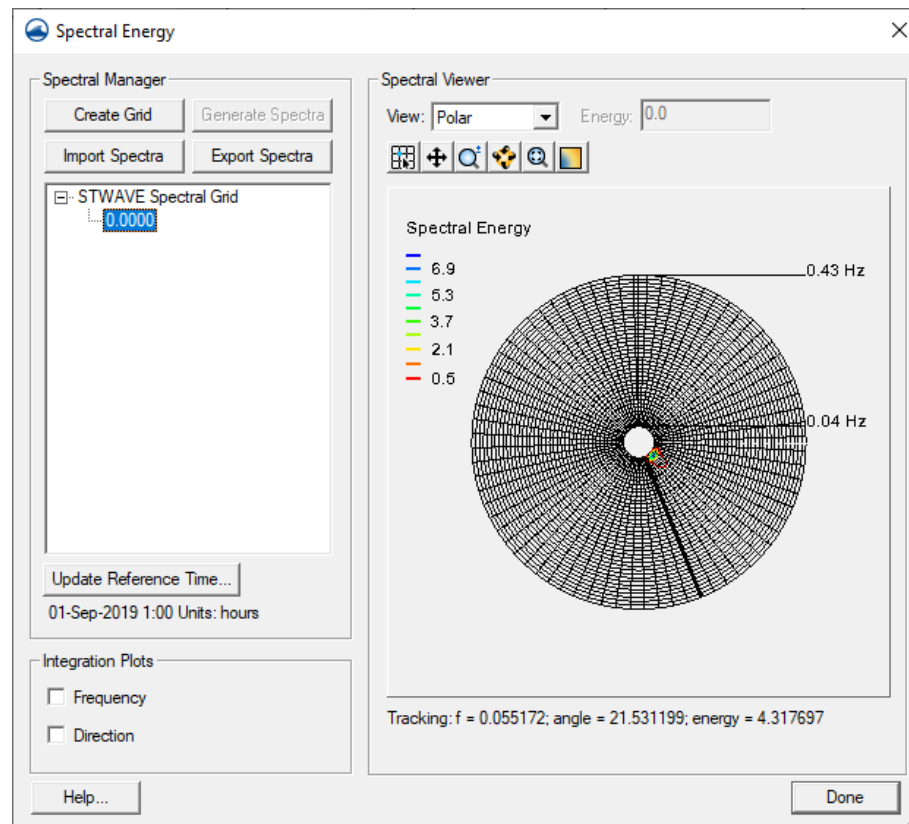 Spectral Energy
Spectral Manager
Create Grid
Generate Spectra
Import Spectra
Export Spectra
STWAVE Spectral Grid
0.0000
Update Reference Time...
01-Sep-2019 1:00 Units: hours
Integration Plots
Frequency
Direction
Help...
Spectral Viewer
View: Polar
Energy: 0.0
Spectral Energy
6.9
5.3
3.7
2.1
0.5
0.43 Hz
0.04 Hz
Tracking: f = 0.055172; angle = 21.531199; energy = 4.317697
Done